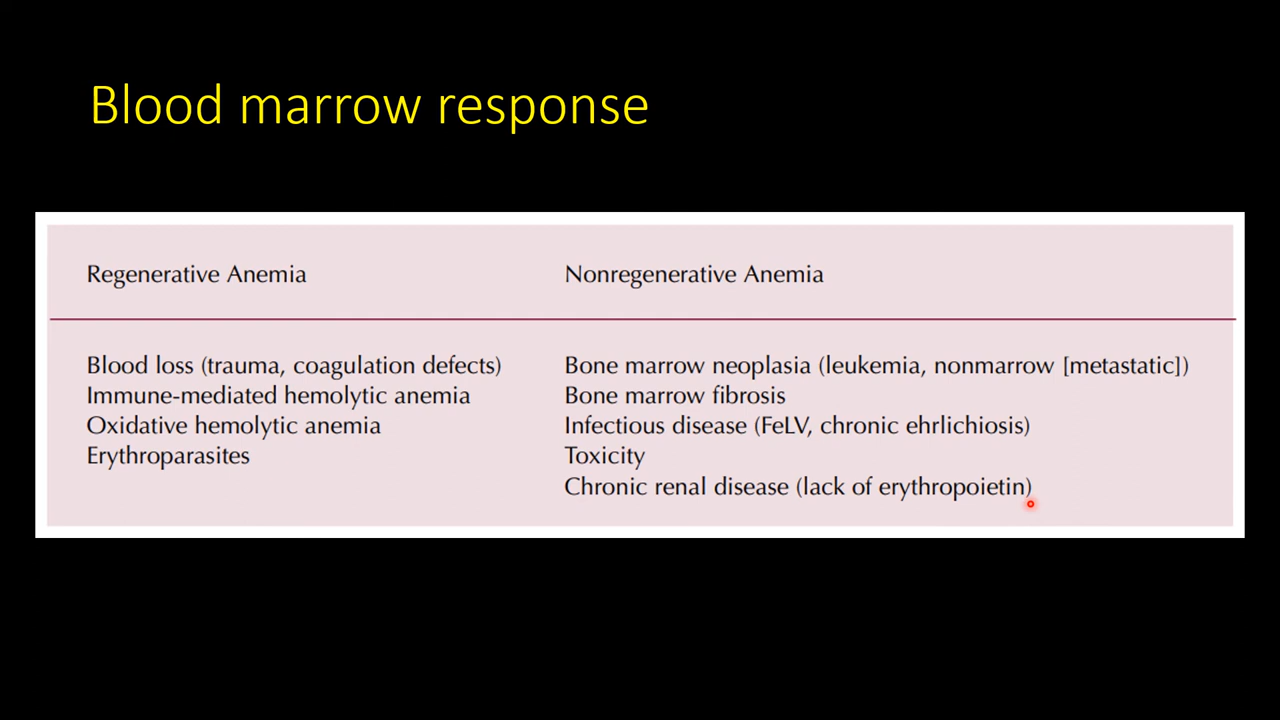 Blood marrow response
Regenerative Anemia
Nonregenerative Anemia
Blood loss (trauma, coagulation defects)
Immune-mediated hemolytic anemia
Oxidative hemolytic anemia
Erythroparasites
Bone marrow neoplasia (leukemia, nonmarrow [metastatic])
Bone marrow fibrosis
Infectious disease (FeLV, chronic ehrlichiosis)
Toxicity
Chronic renal disease (lack of erythropoietin)